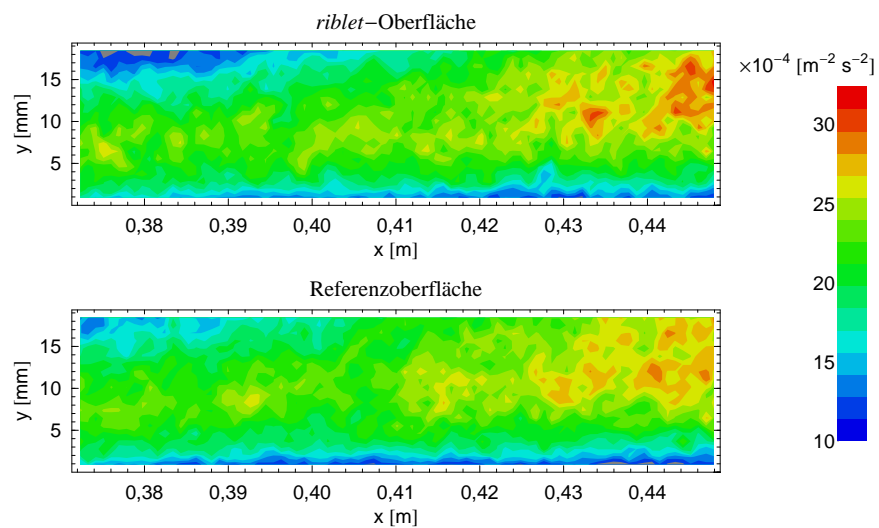 riblet−Oberfläche
×10−4 [m−2 s−2]
y [mm]
15
10
5
0,38 0,39 0,40 0,41 0,42 0,43 0,44
x [m]
30
25
20
15
10
Referenzoberfläche
y [mm]
15
10
5
0,38 0,39 0,40 0,41 0,42 0,43 0,44
x [m]